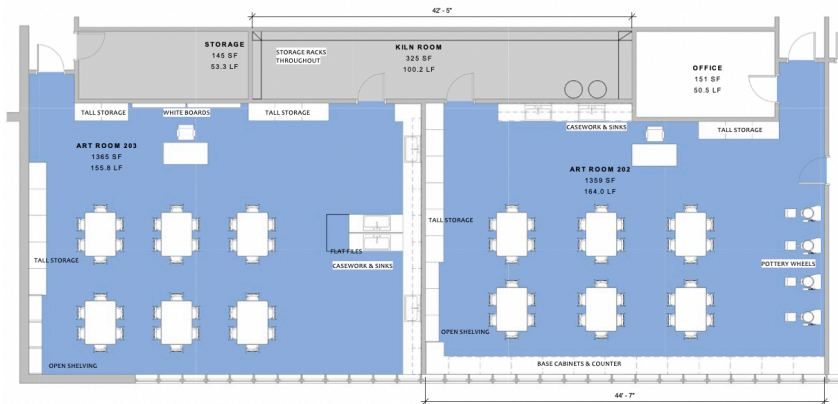 42' - 5"
STORAGE
145 SF
53.3 LF
STORAGE RACKS
THROUGHOUT
KILN ROOM
325 SF
100.2 LF
OFFICE
151 SF
50.5 LF
TALL STORAGE
WHITE BOARDS
TALL STORAGE
CASEWORK & SINKS
TALL STORAGE
ART ROOM 203
1365 SF
155.8 LF
ART ROOM 202
1359 SF
164.0 LF
TALL STORAGE
FLAT FILES
TALL STORAGE
CASEWORK & SINKS
POTTERY WHEELS
OPEN SHELVING
OPEN SHELVING
BASE CABINETS & COUNTER
44' - 7"